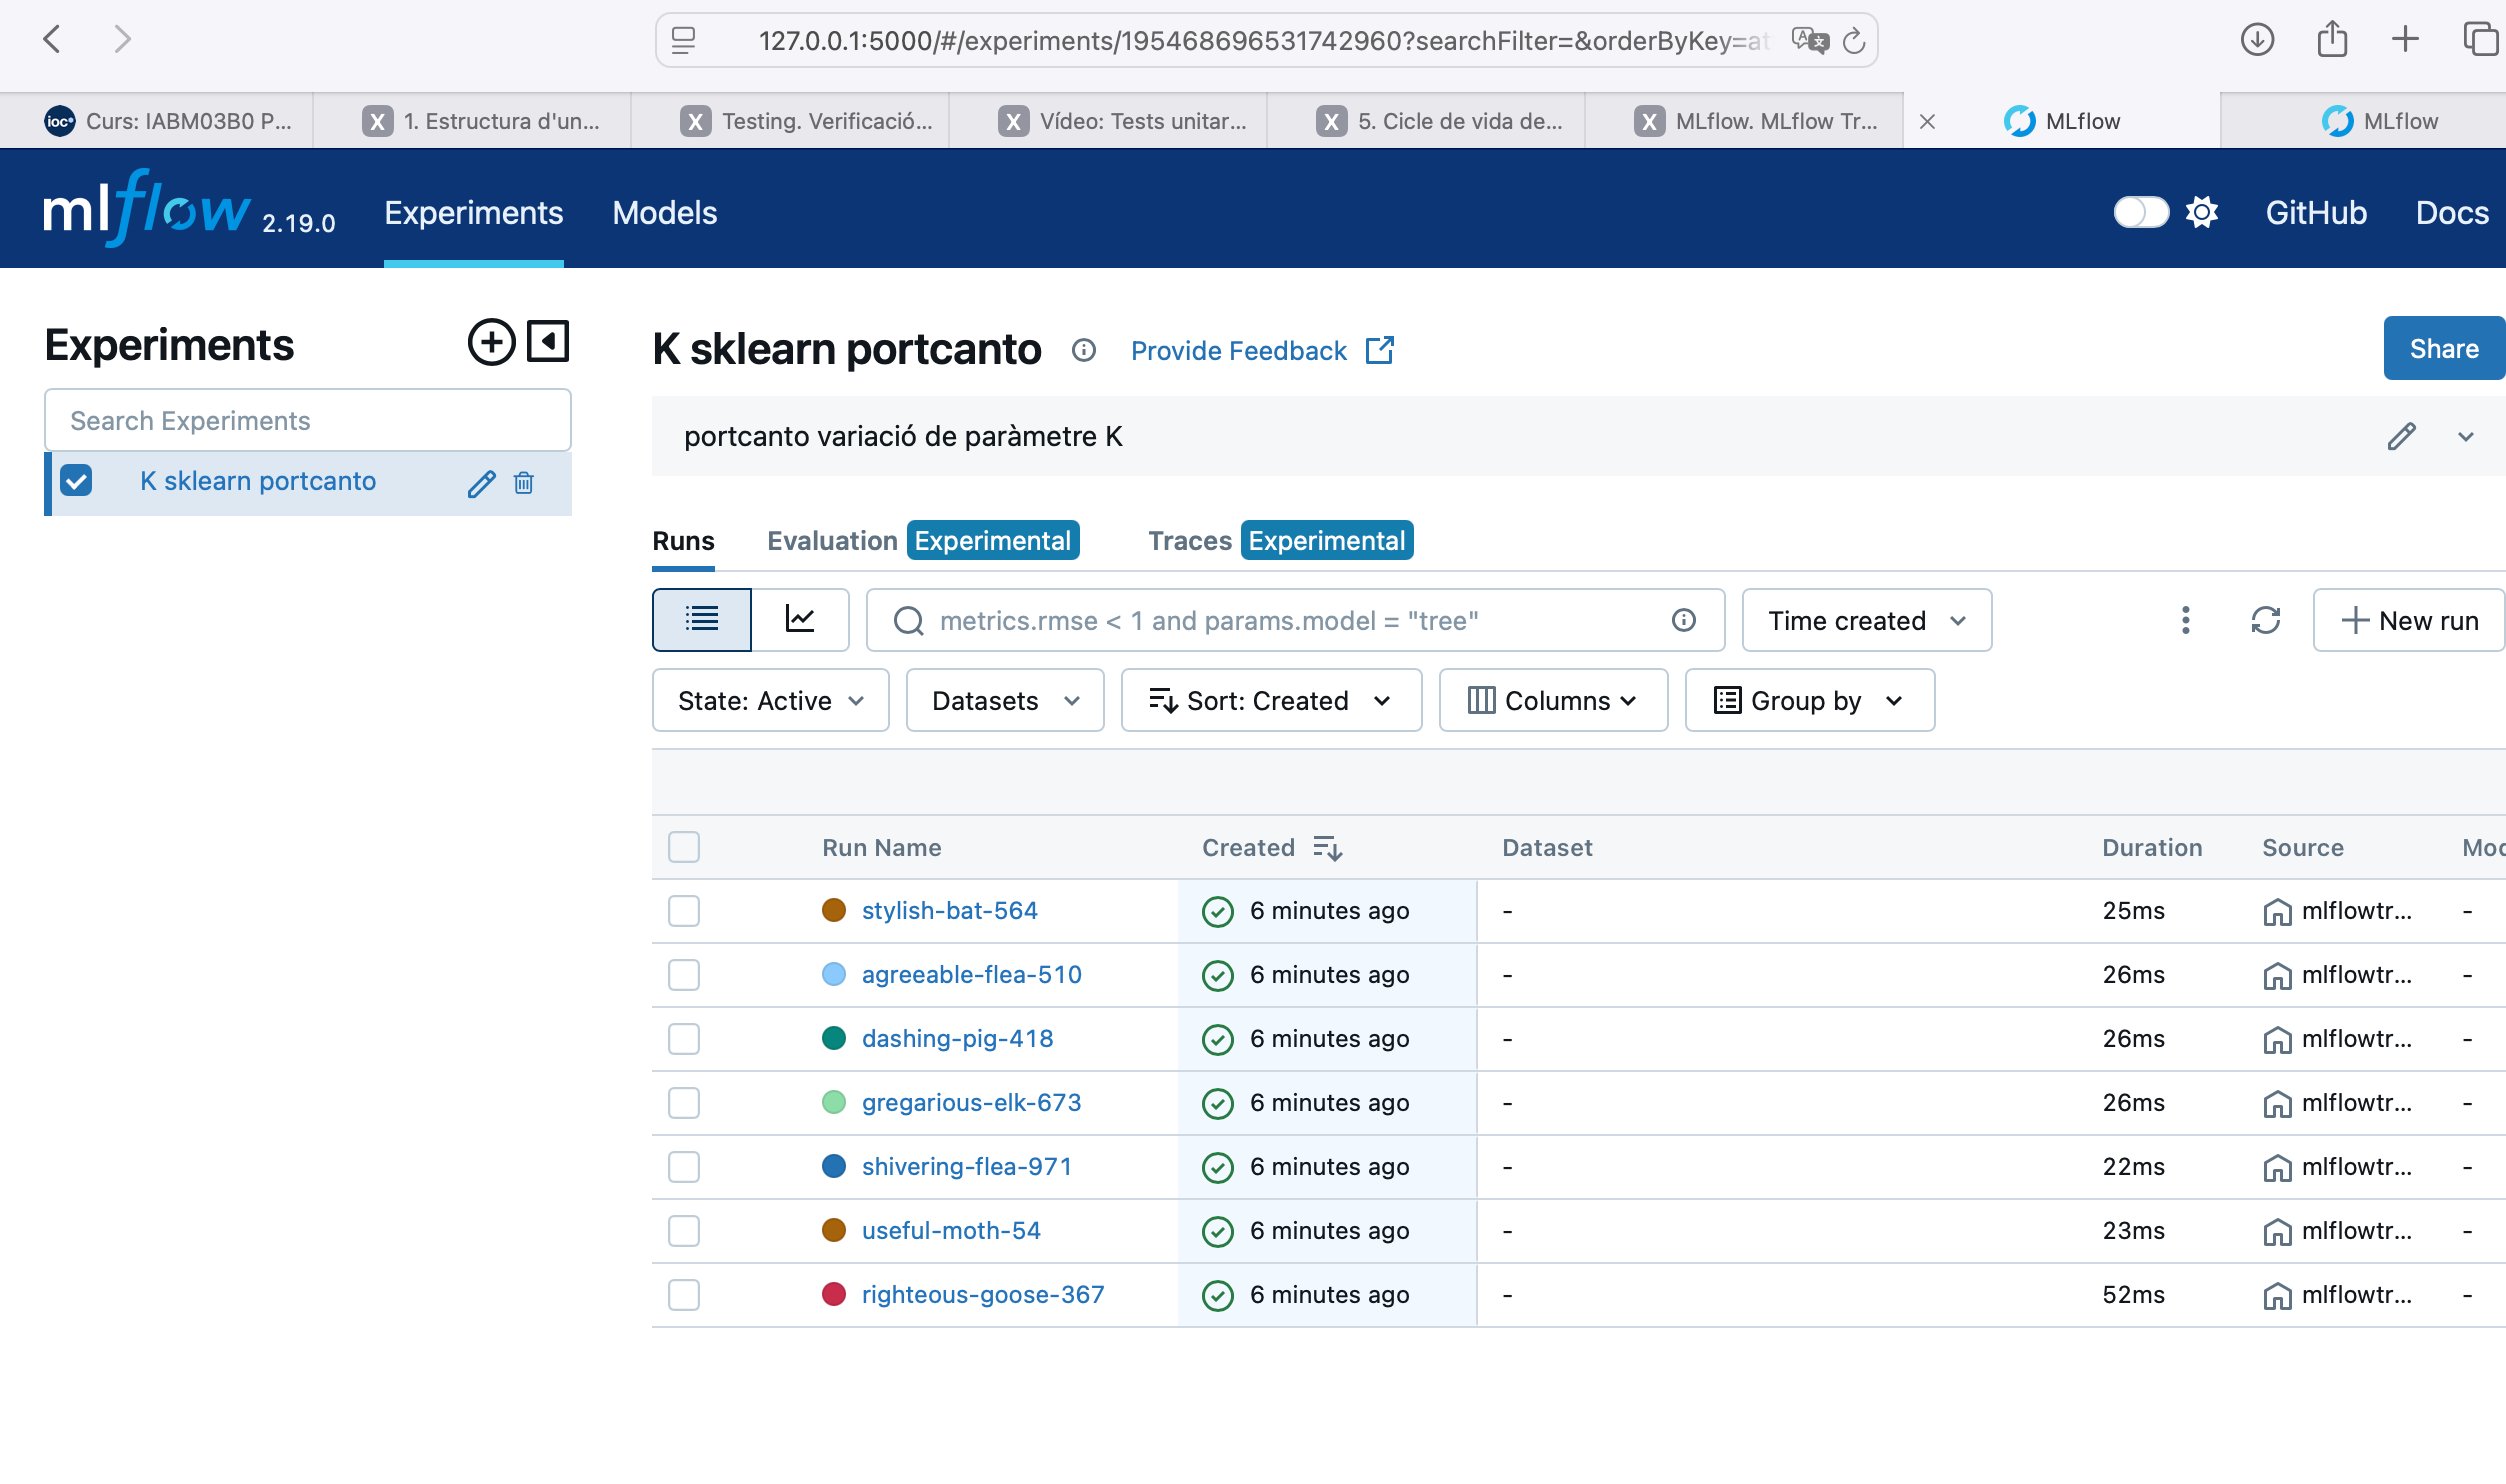 127.0.0.1:5000/#/experiments/195468696531742960?searchFilter=&orderByKey=at
ioc Curs: IABM03B0 P...
X 1. Estructura d'un...
X Testing. Verificació...
X Vídeo: Tests unitar...
X 5. Cicle de vida de...
X MLflow. MLflow Tr...
MLflow
MLflow
mlflow 2.19.0 Experiments Models GitHub Docs
Experiments
Search Experiments
K sklearn portcanto
K sklearn portcanto Provide Feedback Share
portcanto variació de paràmetre K
Runs Evaluation Experimental Traces Experimental
metrics.rmse < 1 and params.model = "tree" Time created New run
State: Active Datasets Sort: Created Columns Group by
Run Name Created Dataset Duration Source Mod
stylish-bat-564 6 minutes ago - 25ms mlflowtr... -
agreeable-flea-510 6 minutes ago - 26ms mlflowtr... -
dashing-pig-418 6 minutes ago - 26ms mlflowtr... -
gregarious-elk-673 6 minutes ago - 26ms mlflowtr... -
shivering-flea-971 6 minutes ago - 22ms mlflowtr... -
useful-moth-54 6 minutes ago - 23ms mlflowtr... -
righteous-goose-367 6 minutes ago - 52ms mlflowtr... -